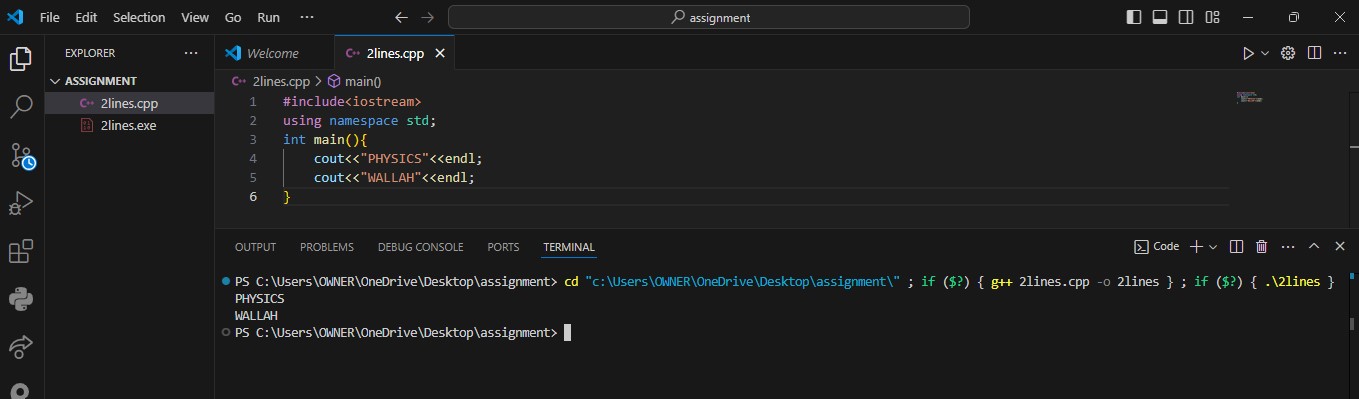 File Edit Selection View Go Run ··· ← → assignment
EXPLORER ···
ASSIGNMENT
2lines.cpp
2lines.exe
Welcome
2lines.cpp
2lines.cpp > main()
1 #include<iostream>
2 using namespace std;
3 int main(){
4 cout<<"PHYSICS"<<endl;
5 cout<<"WALLAH"<<endl;
6 }
OUTPUT PROBLEMS DEBUG CONSOLE PORTS TERMINAL Code
PS C:\Users\OWNER\OneDrive\Desktop\assignment> cd "c:\Users\OWNER\OneDrive\Desktop\assignment\" ; if ($?) { g++ 2lines.cpp -o 2lines } ; if ($?) { .\2lines }
PHYSICS
WALLAH
PS C:\Users\OWNER\OneDrive\Desktop\assignment>